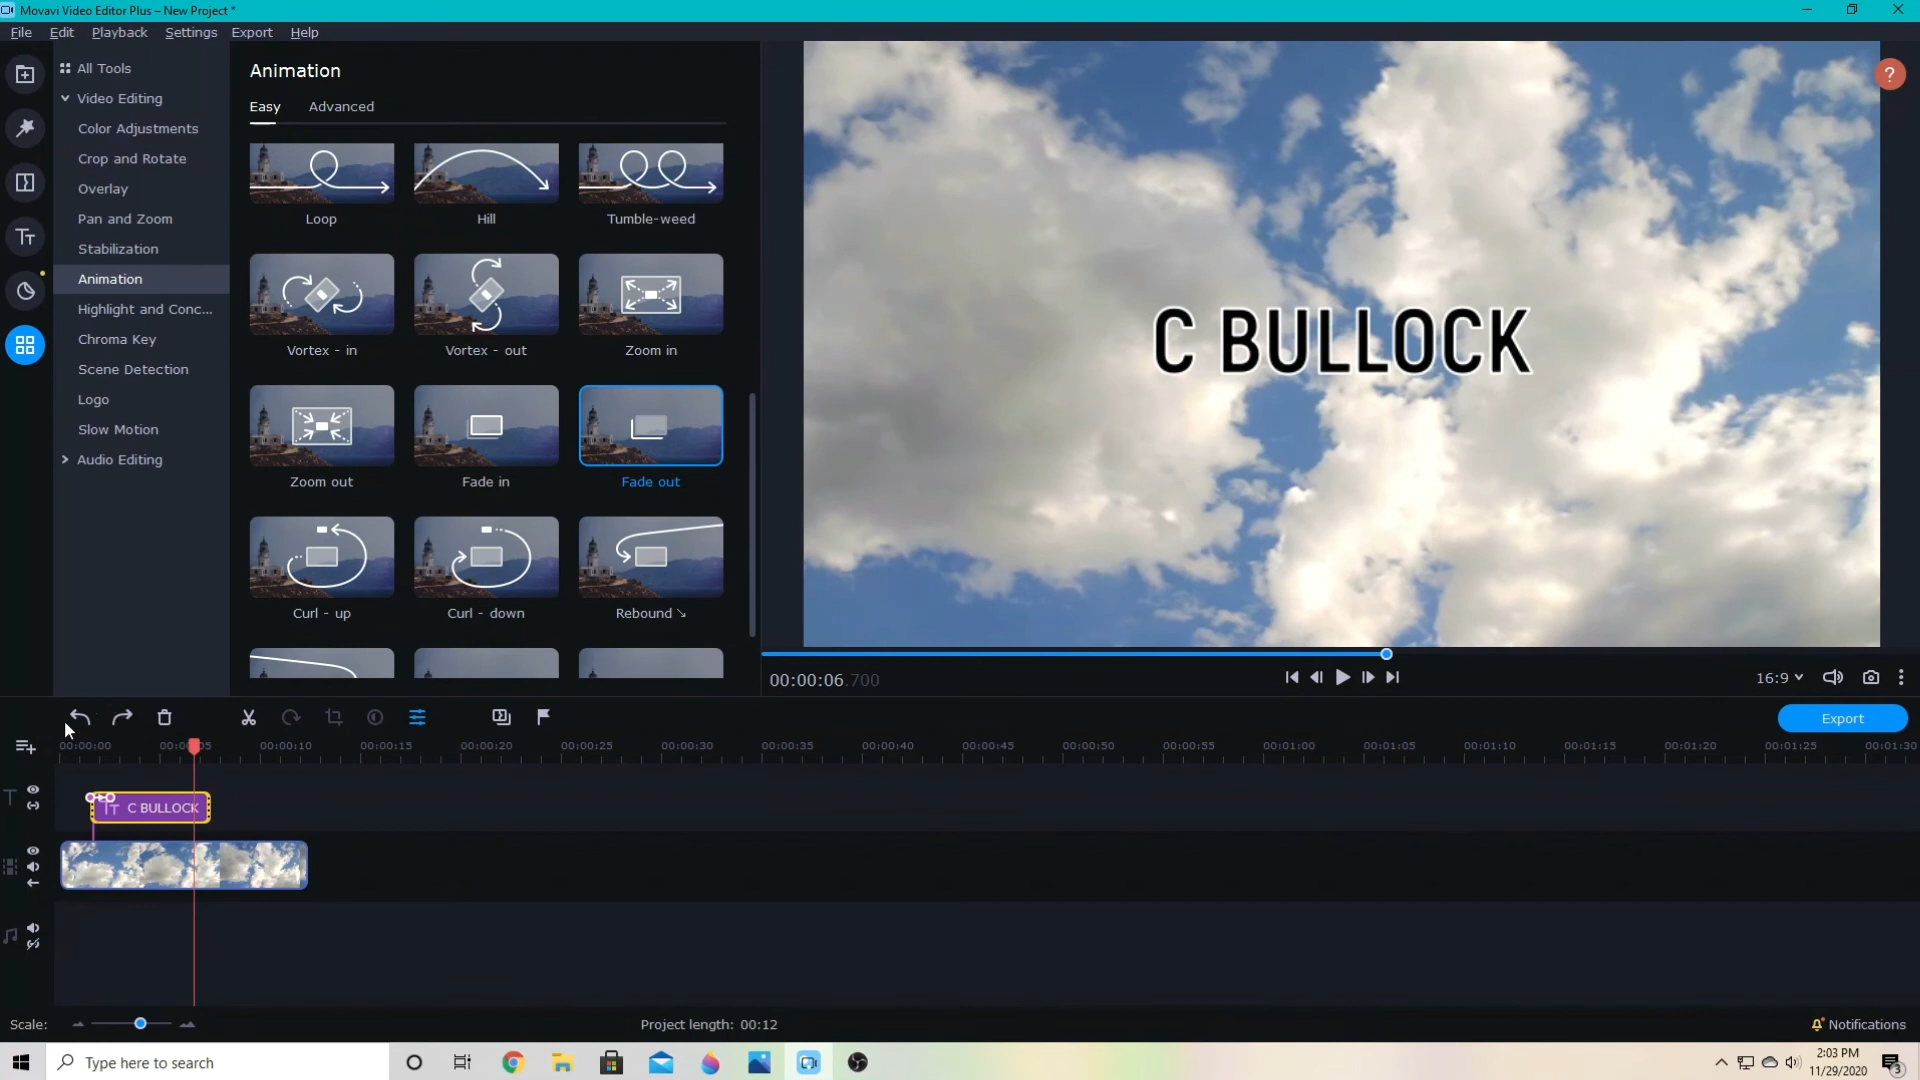 Movavi Video Editor Plus – New Project *
File Edit Playback Settings Export Help
All Tools
Video Editing
Color Adjustments
Crop and Rotate
Overlay
Pan and Zoom
Stabilization
Animation
Highlight and Conc...
Chroma Key
Scene Detection
Logo
Slow Motion
Audio Editing
Animation
Easy Advanced
Loop Hill Tumble-weed
Vortex - in Vortex - out Zoom in
Zoom out Fade in Fade out
Curl - up Curl - down Rebound ↘
?
C BULLOCK
00:00:06.700
16:9
Export
00:00:00 00:00:05 00:00:10 00:00:15 00:00:20 00:00:25 00:00:30 00:00:35 00:00:40 00:00:45 00:00:50 00:00:55 00:01:00 00:01:05 00:01:10 00:01:15 00:01:20 00:01:25 00:01:30
C BULLOCK
Scale:
Project length: 00:12
Notifications
Type here to search
2:03 PM
11/29/2020
3